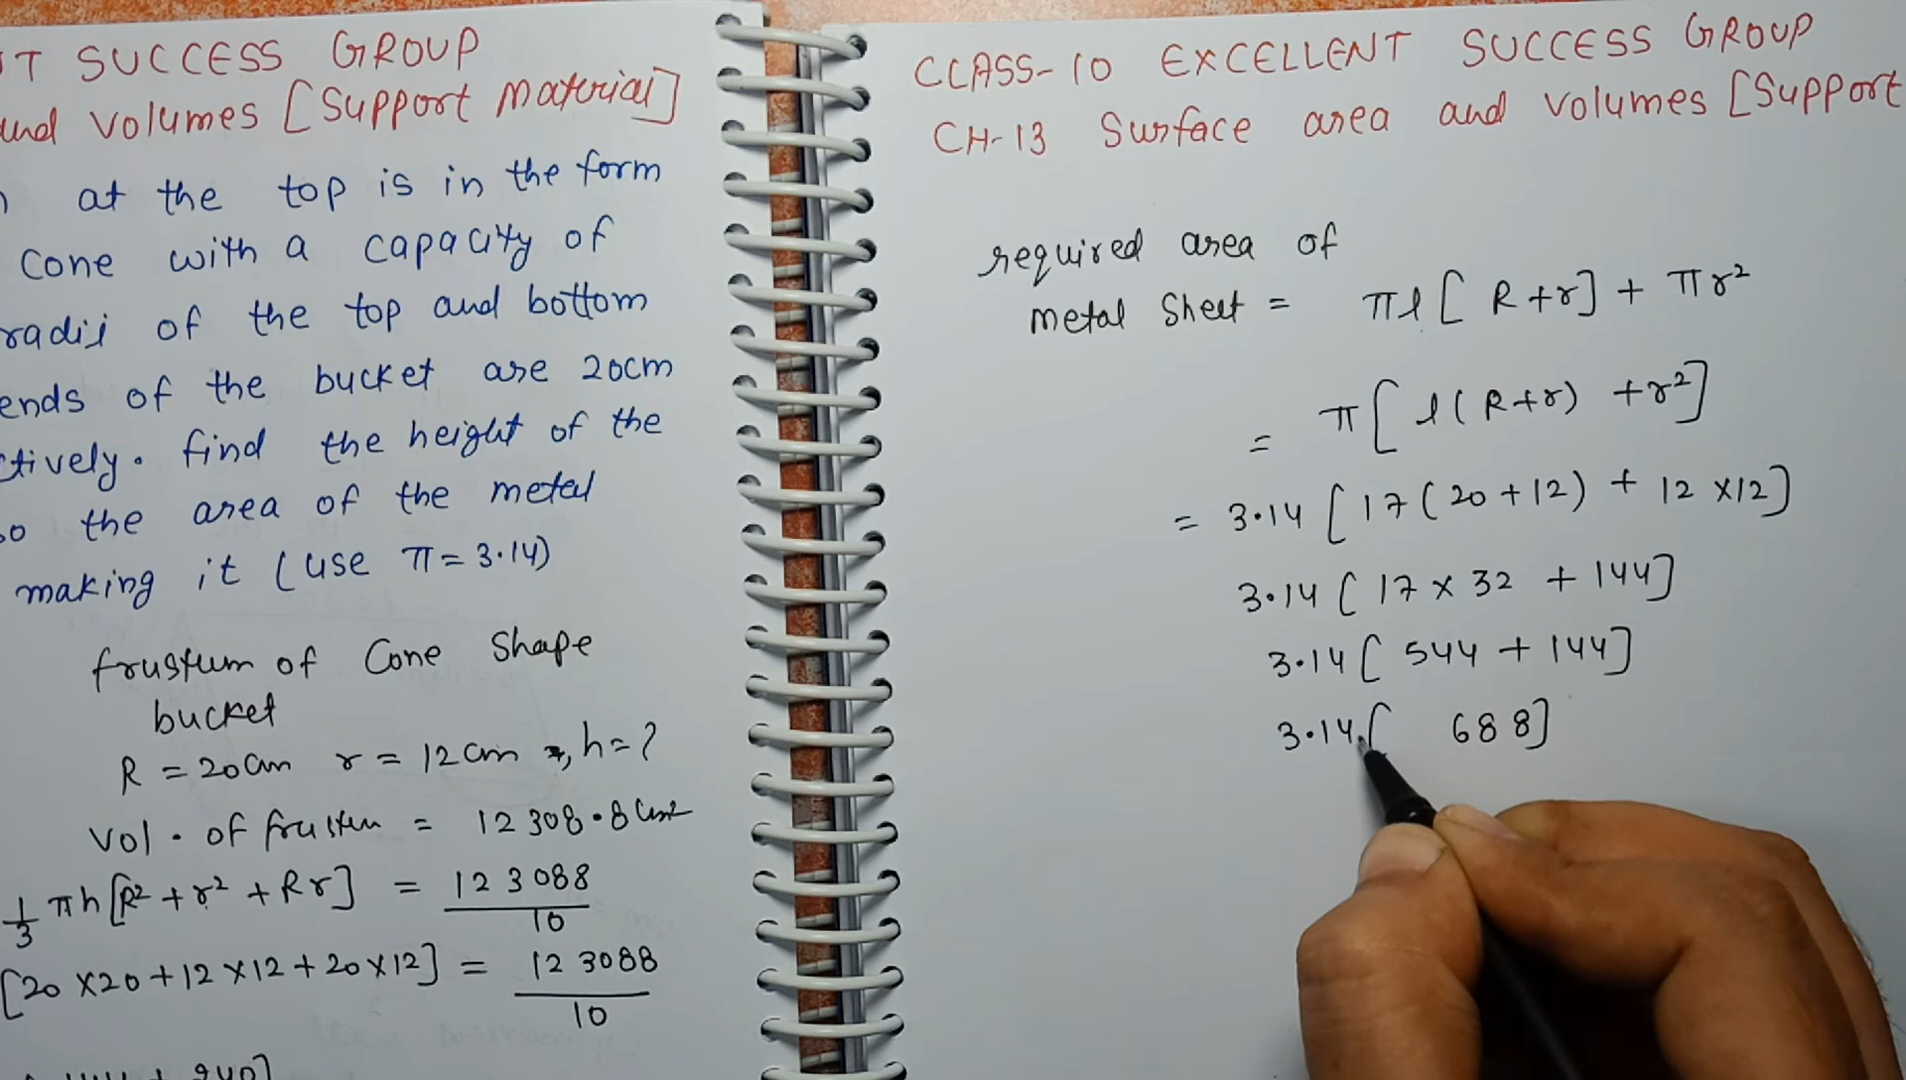 T SUCCESS GROUP
and volumes [Support Material]
at the top is in the form
Cone with a capacity of
radii of the top and bottom
ends of the bucket are 20cm
ctively. find the height of the
so the area of the metal
making it (use π = 3.14)
frustum of Cone Shape
bucket
R = 20cm r = 12cm , h = ?
Vol. of frustum = 12308.8 cm²
1/3 πh [R² + r² + Rr] = 123088/10
[20 × 20 + 12 × 12 + 20 × 12] = 123088/10
CLASS-10 EXCELLENT SUCCESS GROUP
CH-13 Surface area and volumes [Support
required area of
metal Sheet = πl [R + r] + πr²
= π [l(R+r) + r²]
= 3.14 [17(20+12) + 12 × 12]
3.14 [17 × 32 + 144]
3.14 [544 + 144]
3.14 [ 688]